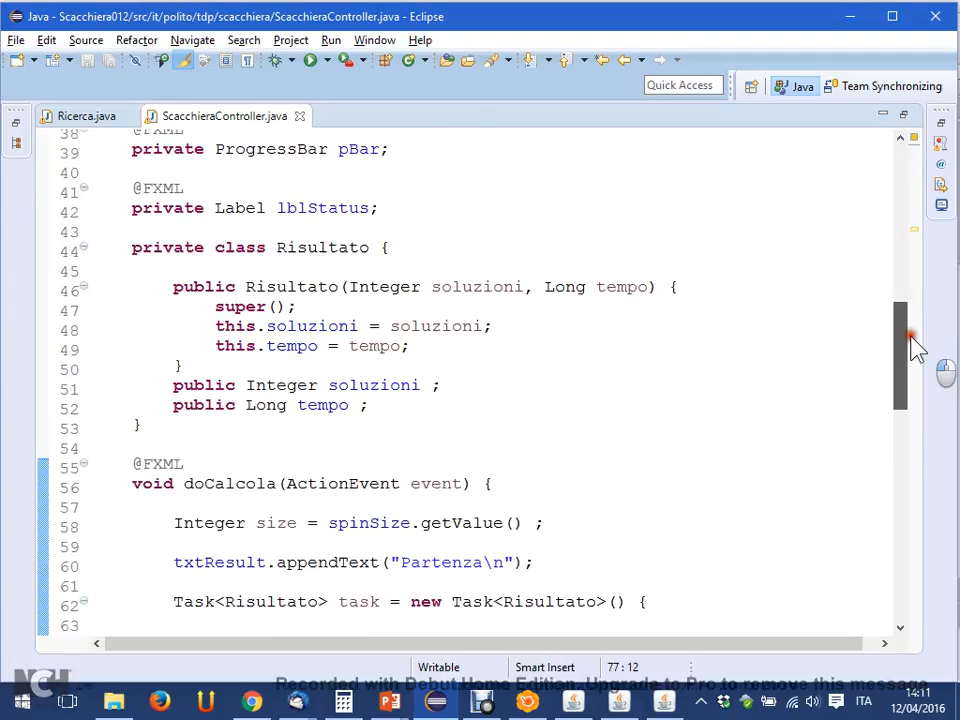 Java - Scacchiera012/src/it/polito/tdp/scacchiera/ScacchieraController.java - Eclipse
File Edit Source Refactor Navigate Search Project Run Window Help
Quick Access
Java
Team Synchronizing
Ricerca.java
ScacchieraController.java
38 @FXML
39 private ProgressBar pBar;
40
41 @FXML
42 private Label lblStatus;
43
44 private class Risultato {
45
46 public Risultato(Integer soluzioni, Long tempo) {
47 super();
48 this.soluzioni = soluzioni;
49 this.tempo = tempo;
50 }
51 public Integer soluzioni ;
52 public Long tempo ;
53 }
54
55 @FXML
56 void doCalcola(ActionEvent event) {
57
58 Integer size = spinSize.getValue() ;
59
60 txtResult.appendText("Partenza\n");
61
62 Task<Risultato> task = new Task<Risultato>() {
63
Writable Smart Insert 77 : 12
NCH
Recorded with Debut Home Edition. Upgrade to Pro to remove this message
ITA
14:11
12/04/2016